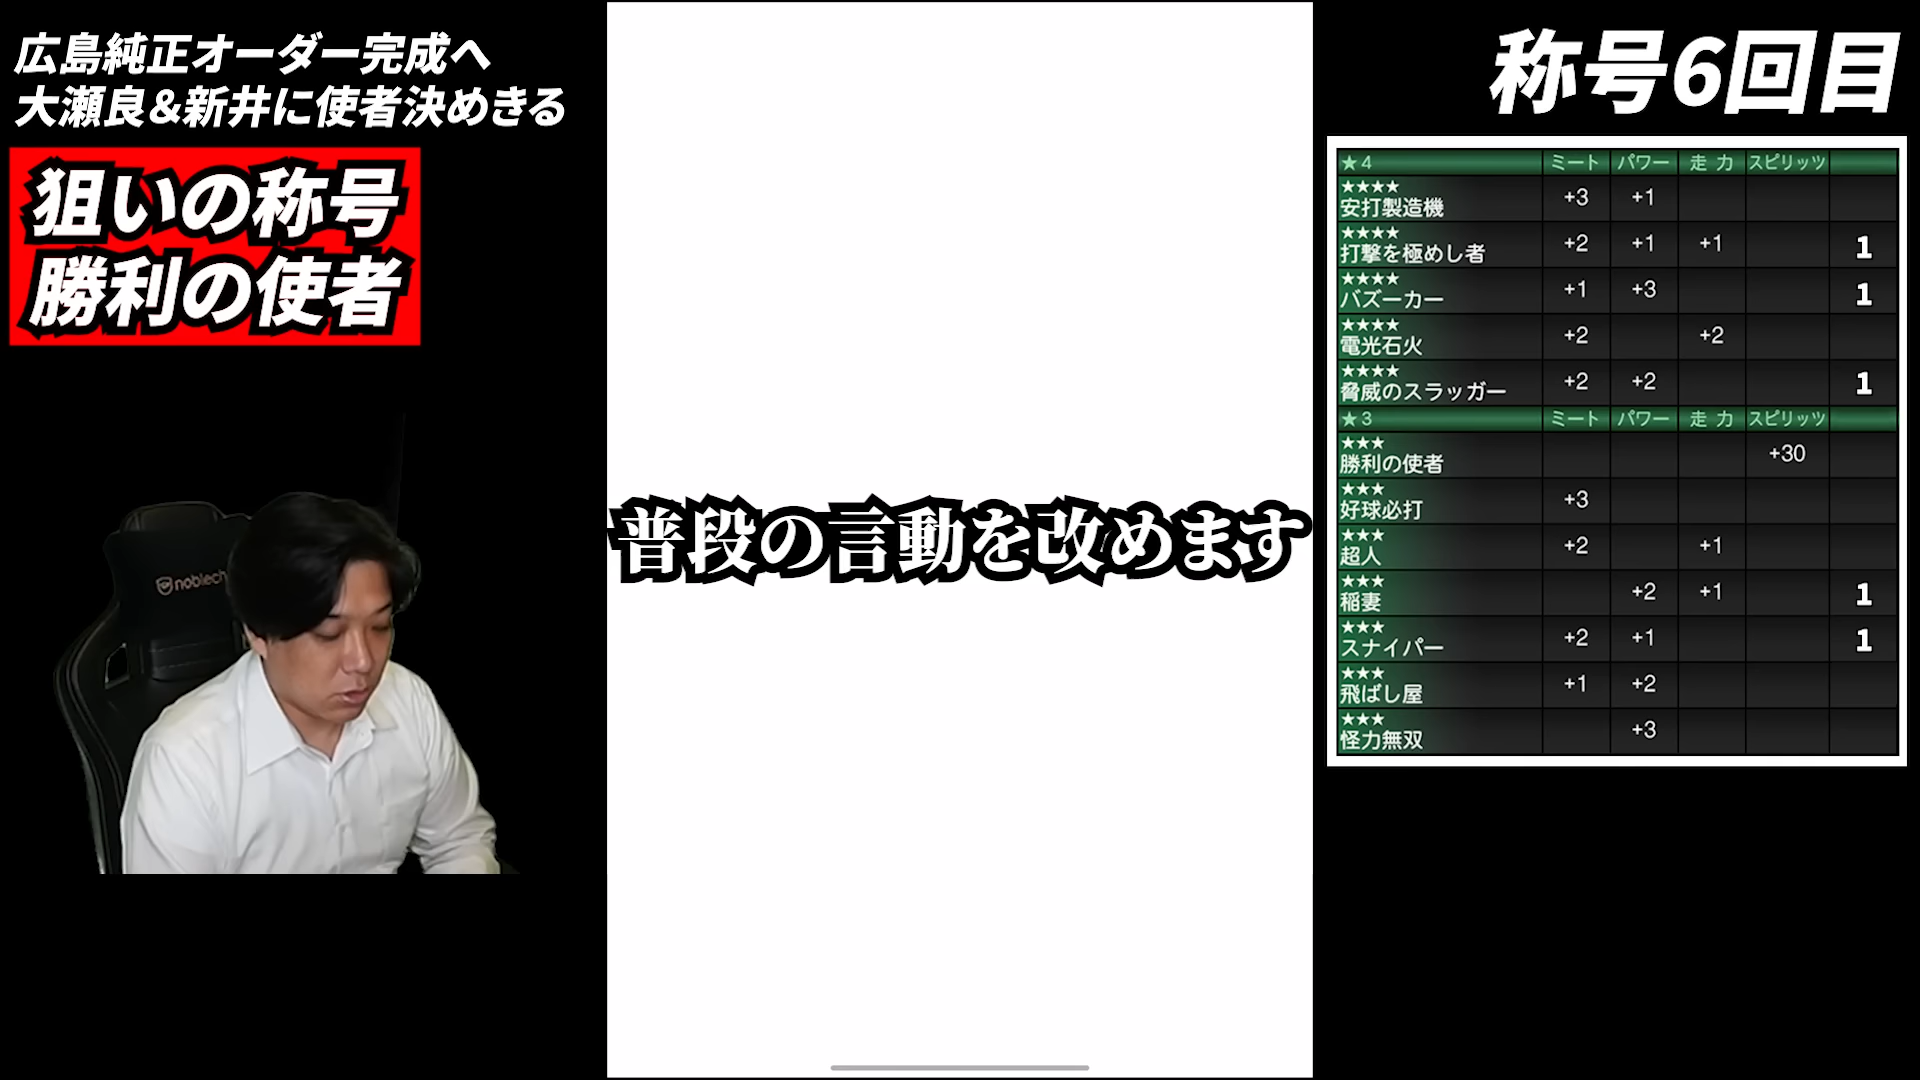 広島純正オーダー完成へ
大瀬良&新井に使者決めきる
狙いの称号
勝利の使者
noblech
普段の言動を改めます
称号6回目
★4 ミート パワー 走力 スピリッツ
★★★★
安打製造機 +3 +1
★★★★
打撃を極めし者 +2 +1 +1 1
★★★★
バズーカー +1 +3 1
★★★★
電光石火 +2 +2
★★★★
脅威のスラッガー +2 +2 1
★3 ミート パワー 走力 スピリッツ
★★★
勝利の使者 +30
★★★
好球必打 +3
★★★
超人 +2 +1
★★★
稲妻 +2 +1 1
★★★
スナイパー +2 +1 1
★★★
飛ばし屋 +1 +2
★★★
怪力無双 +3